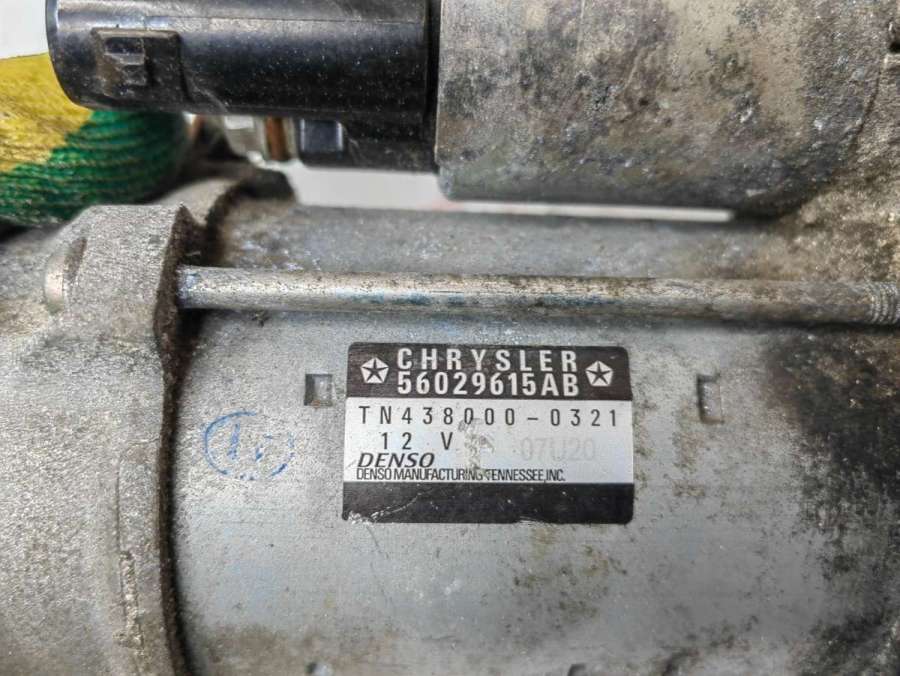 CHRYSLER
56029615AB
TN438000-0321
12 V 07U20
DENSO
DENSO MANUFACTURING TENNESSEE, INC.